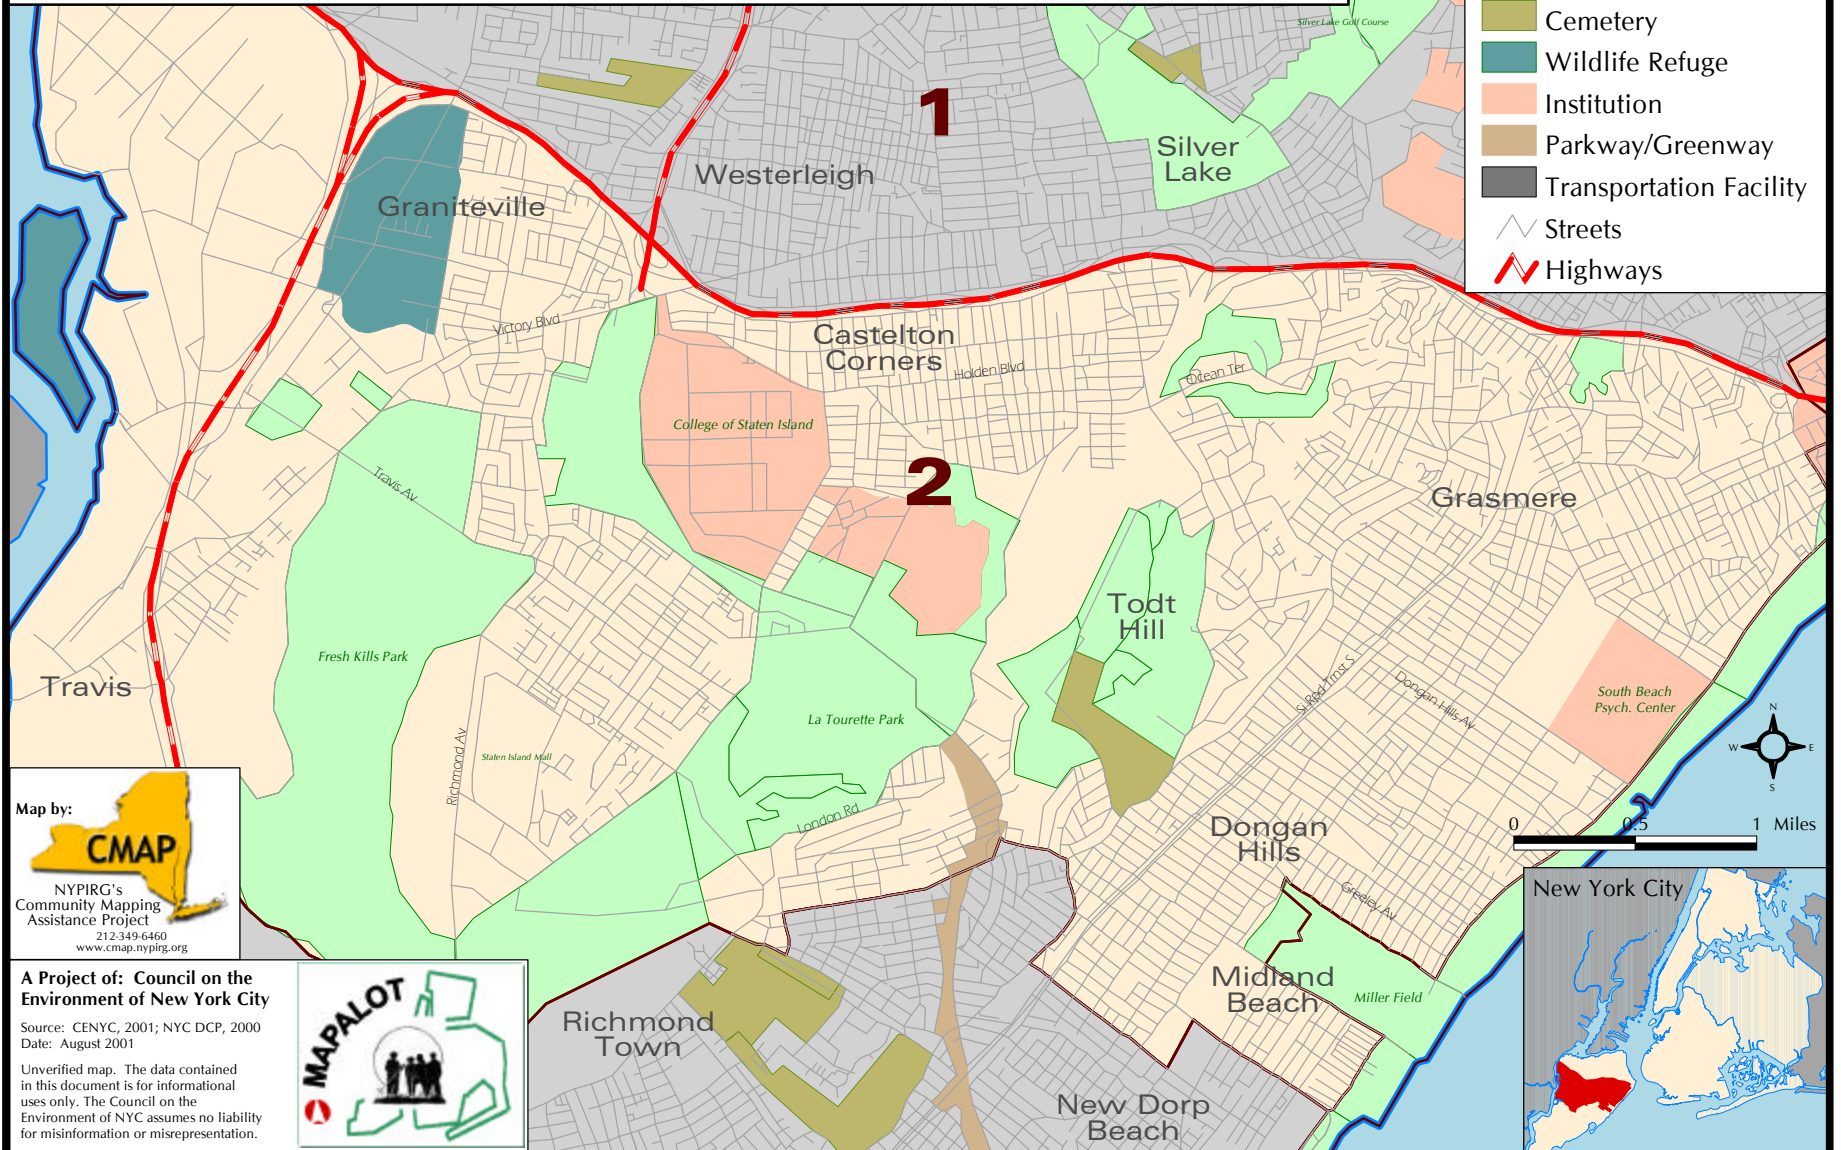 Silver Lake Golf Course
Cemetery
Wildlife Refuge
Institution
Parkway/Greenway
Transportation Facility
Streets
Highways
1
Westerleigh
Silver
Lake
Graniteville
Victory Blvd
Castelton
Corners
Holden Blvd
Ocean Ter
College of Staten Island
2
Grasmere
Travis Av
Todt
Hill
Fresh Kills Park
Travis
La Tourette Park
Richmond Av
Staten Island Mall
SI Rpd Trnst S
Dongan Hills Av
South Beach
Psych. Center
N
W
E
S
London Rd
Dongan
Hills
0
0.5
1 Miles
Greeley Av
Midland
Beach
Miller Field
Richmond
Town
New Dorp
Beach
New York City
Map by:
CMAP
NYPIRG's
Community Mapping
Assistance Project
212-349-6460
www.cmap.nypirg.org
A Project of: Council on the
Environment of New York City
Source: CENYC, 2001; NYC DCP, 2000
Date: August 2001
Unverified map. The data contained
in this document is for informational
uses only. The Council on the
Environment of NYC assumes no liability
for misinformation or misrepresentation.
MAPALOT